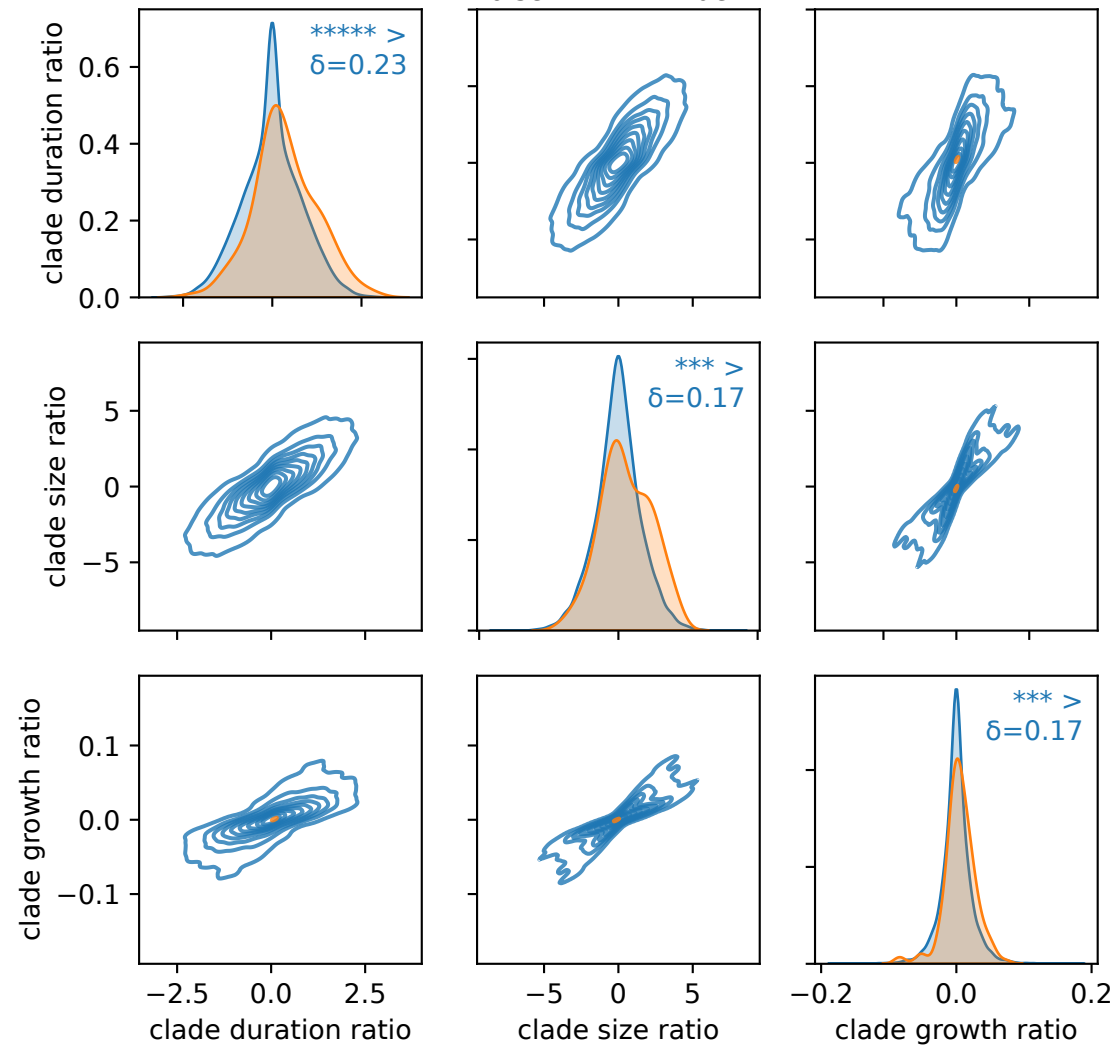 clade duration ratio
0.6
0.4
0.2
0.0
***** >
δ=0.23
clade size ratio
5
0
−5
*** >
δ=0.17
clade growth ratio
0.1
0.0
−0.1
*** >
δ=0.17
−2.5 0.0 2.5
−5 0 5
−0.2 0.0 0.2
clade duration ratio
clade size ratio
clade growth ratio